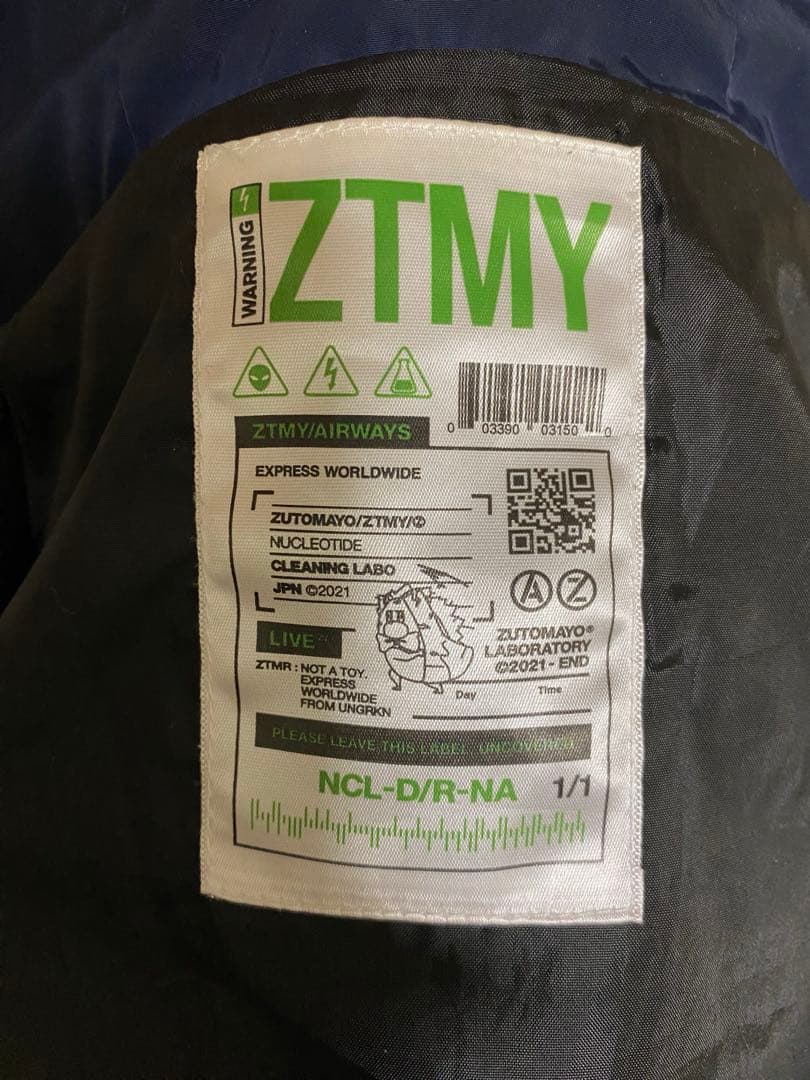 WARNING
ZTMY
0 03390 03150 0
ZTMY/AIRWAYS
EXPRESS WORLDWIDE
ZUTOMAYO/ZTMY/Ⓩ
NUCLEOTIDE
CLEANING LABO
JPN ©2021
A Z
LIVE
ZUTOMAYO®
LABORATORY
©2021 - END
ZTMR : NOT A TOY.
EXPRESS
WORLDWIDE
FROM UNGRKN
Day Time
PLEASE LEAVE THIS LABEL UNCOVERED
NCL-D/R-NA 1/1